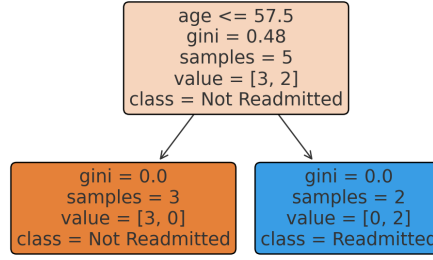 age <= 57.5
gini = 0.48
samples = 5
value = [3, 2]
class = Not Readmitted
gini = 0.0
samples = 3
value = [3, 0]
class = Not Readmitted
gini = 0.0
samples = 2
value = [0, 2]
class = Readmitted